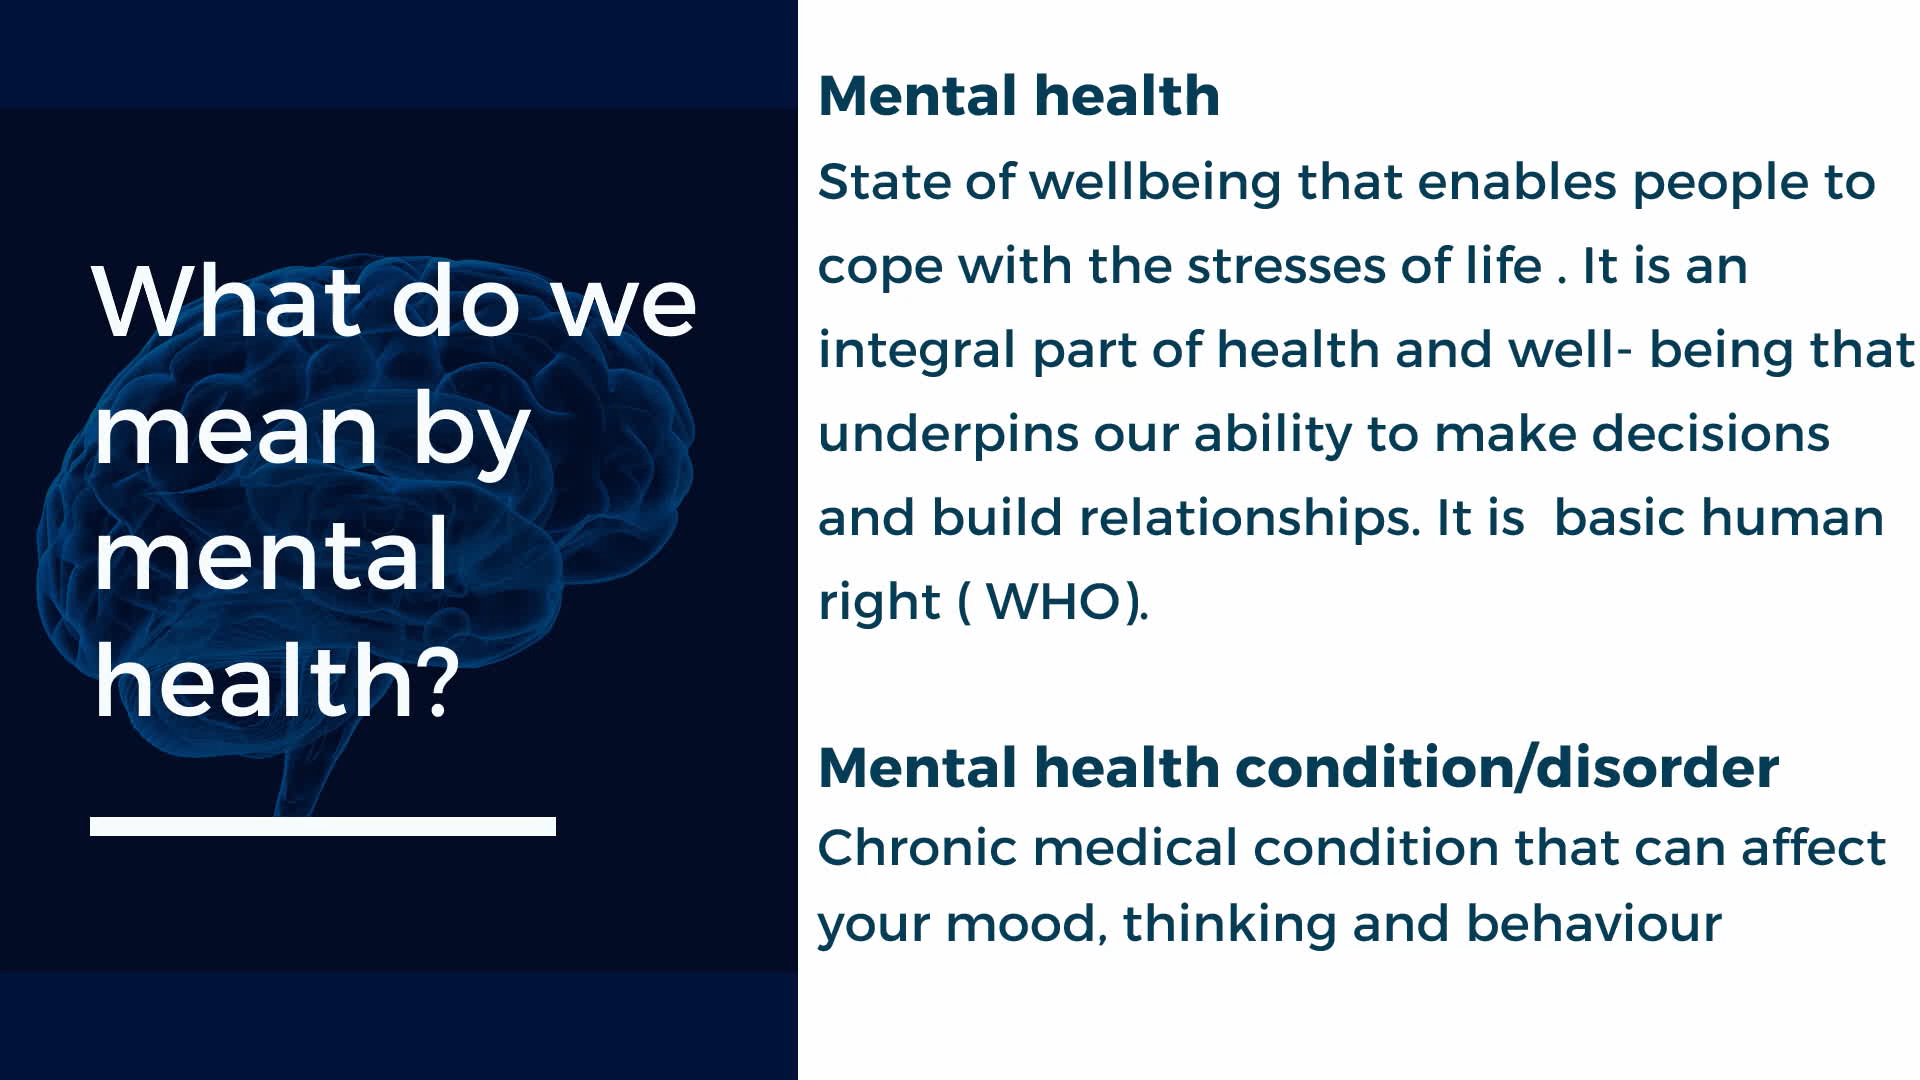 What do we
mean by
mental
health?
Mental health
State of wellbeing that enables people to
cope with the stresses of life . It is an
integral part of health and well- being that
underpins our ability to make decisions
and build relationships. It is  basic human
right ( WHO).
Mental health condition/disorder
Chronic medical condition that can affect
your mood, thinking and behaviour